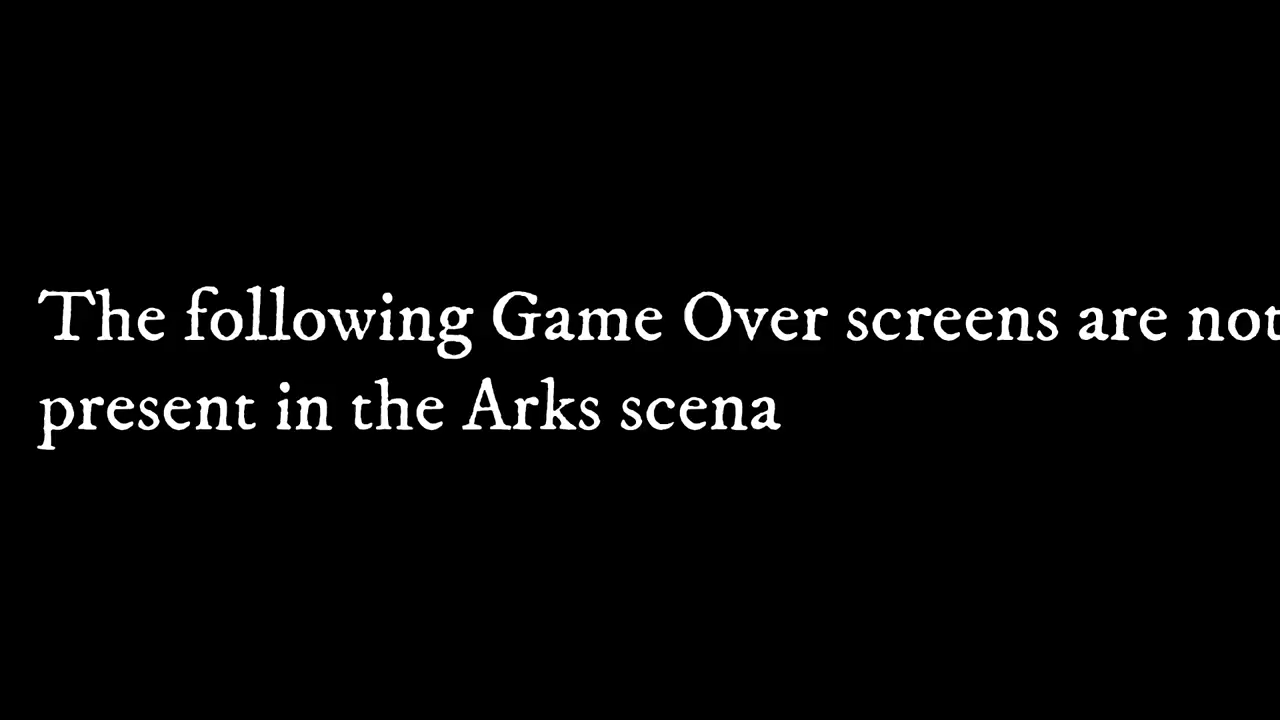 The following Game Over screens are not
present in the Arks scena